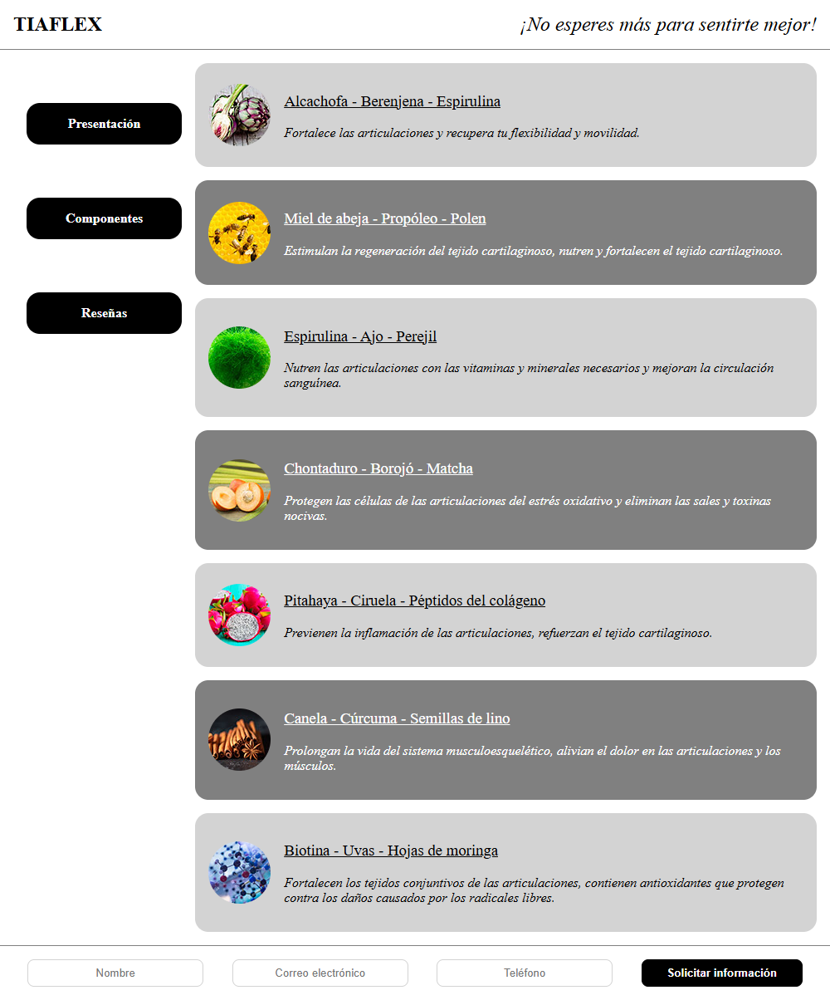 TIAFLEX
¡No esperes más para sentirte mejor!
Presentación
Componentes
Reseñas
Alcachofa - Berenjena - Espirulina
Fortalece las articulaciones y recupera tu flexibilidad y movilidad.
Miel de abeja - Propóleo - Polen
Estimulan la regeneración del tejido cartilaginoso, nutren y fortalecen el tejido cartilaginoso.
Espirulina - Ajo - Perejil
Nutren las articulaciones con las vitaminas y minerales necesarios y mejoran la circulación
sanguínea.
Chontaduro - Borojó - Matcha
Protegen las células de las articulaciones del estrés oxidativo y eliminan las sales y toxinas
nocivas.
Pitahaya - Ciruela - Péptidos del colágeno
Previenen la inflamación de las articulaciones, refuerzan el tejido cartilaginoso.
Canela - Cúrcuma - Semillas de lino
Prolongan la vida del sistema musculoesquelético, alivian el dolor en las articulaciones y los
músculos.
Biotina - Uvas - Hojas de moringa
Fortalecen los tejidos conjuntivos de las articulaciones, contienen antioxidantes que protegen
contra los daños causados por los radicales libres.
Nombre
Correo electrónico
Teléfono
Solicitar información